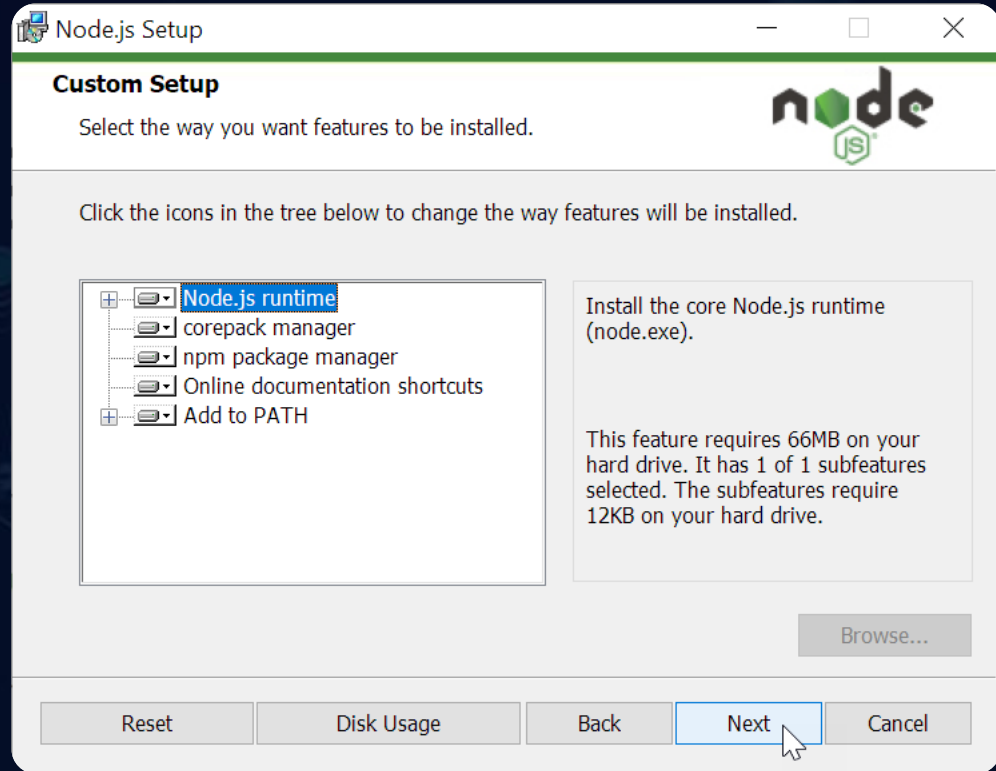 Node.js Setup
Custom Setup
Select the way you want features to be installed.
node
JS
Click the icons in the tree below to change the way features will be installed.
Node.js runtime
corepack manager
npm package manager
Online documentation shortcuts
Add to PATH
Install the core Node.js runtime
(node.exe).
This feature requires 66MB on your
hard drive. It has 1 of 1 subfeatures
selected. The subfeatures require
12KB on your hard drive.
Browse...
Reset
Disk Usage
Back
Next
Cancel